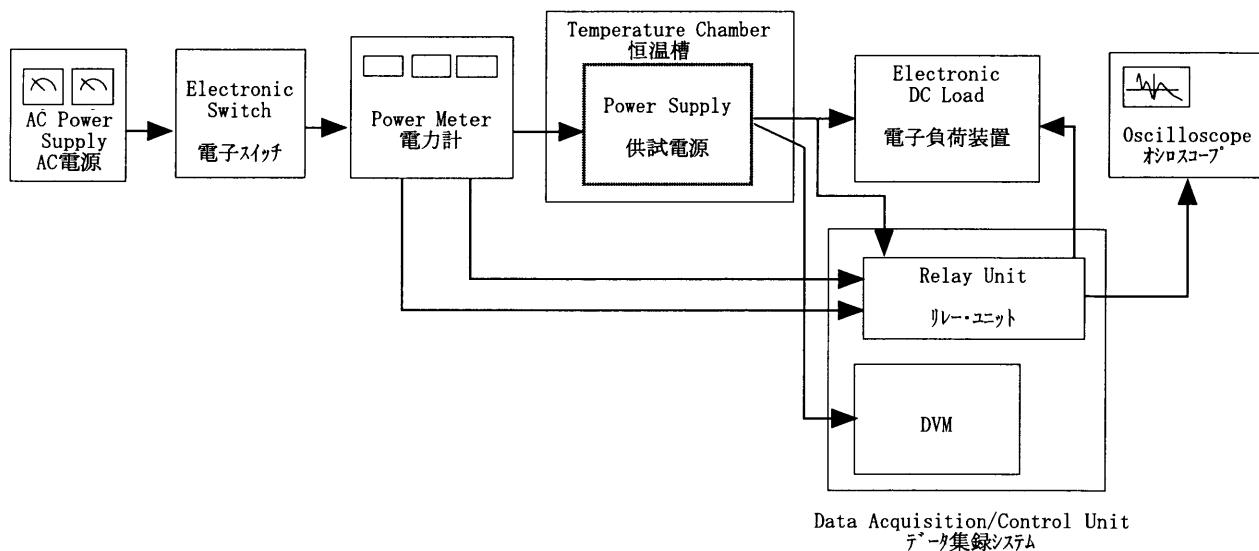 AC Power
Supply
AC電源
Electronic
Switch
電子スイッチ
Power Meter
電力計
Temperature Chamber
恒温槽
Power Supply
供試電源
Electronic
DC Load
電子負荷装置
Oscilloscope
オシロスコープ
Relay Unit
リレー・ユニット
DVM
Data Acquisition/Control Unit
データ集録システム